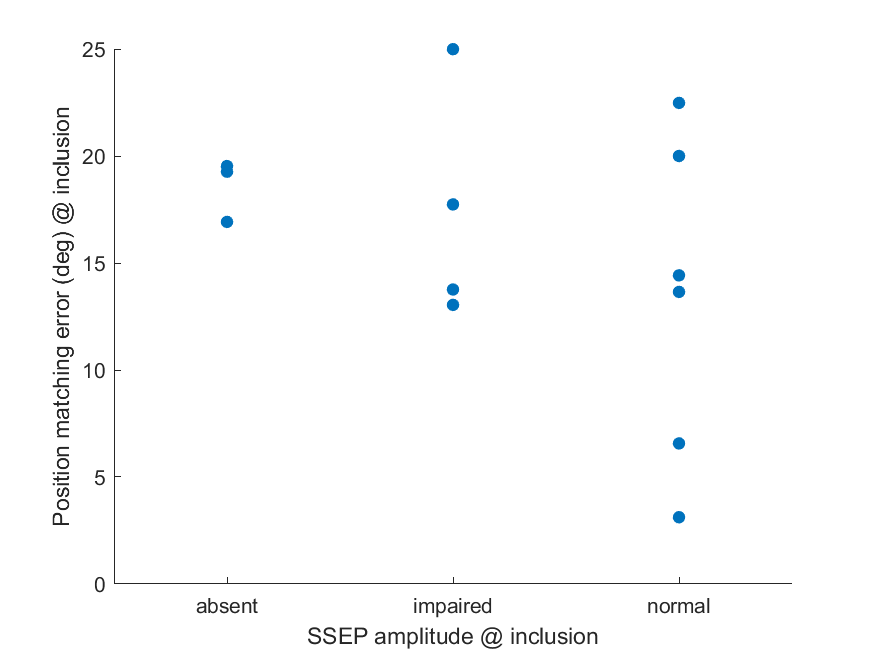 Position matching error (deg) @ inclusion
25
20
15
10
5
0
absent
impaired
normal
SSEP amplitude @ inclusion